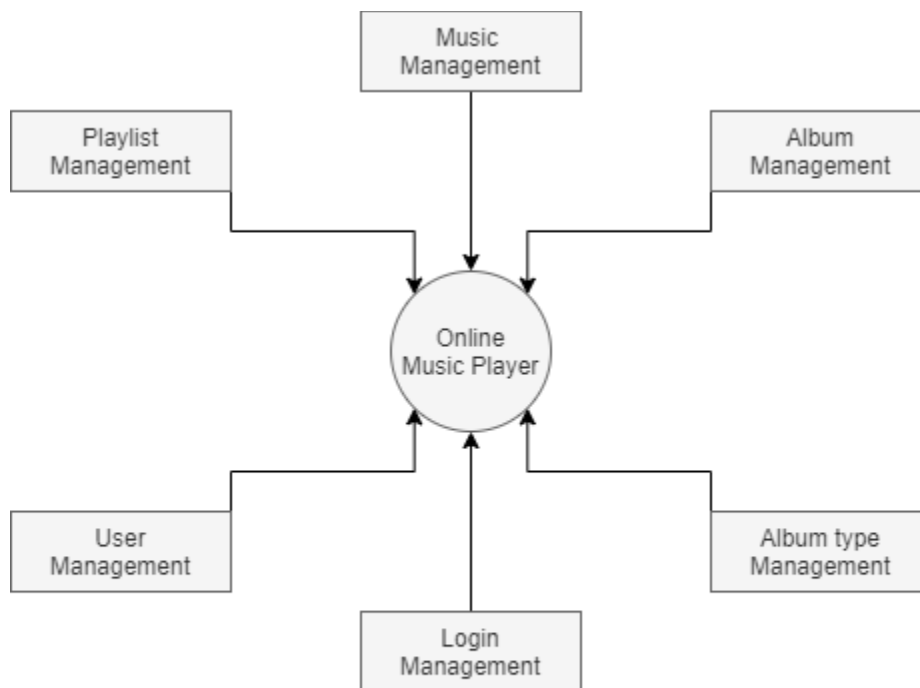 Music
Management
Playlist
Management
Album
Management
Online
Music Player
User
Management
Album type
Management
Login
Management